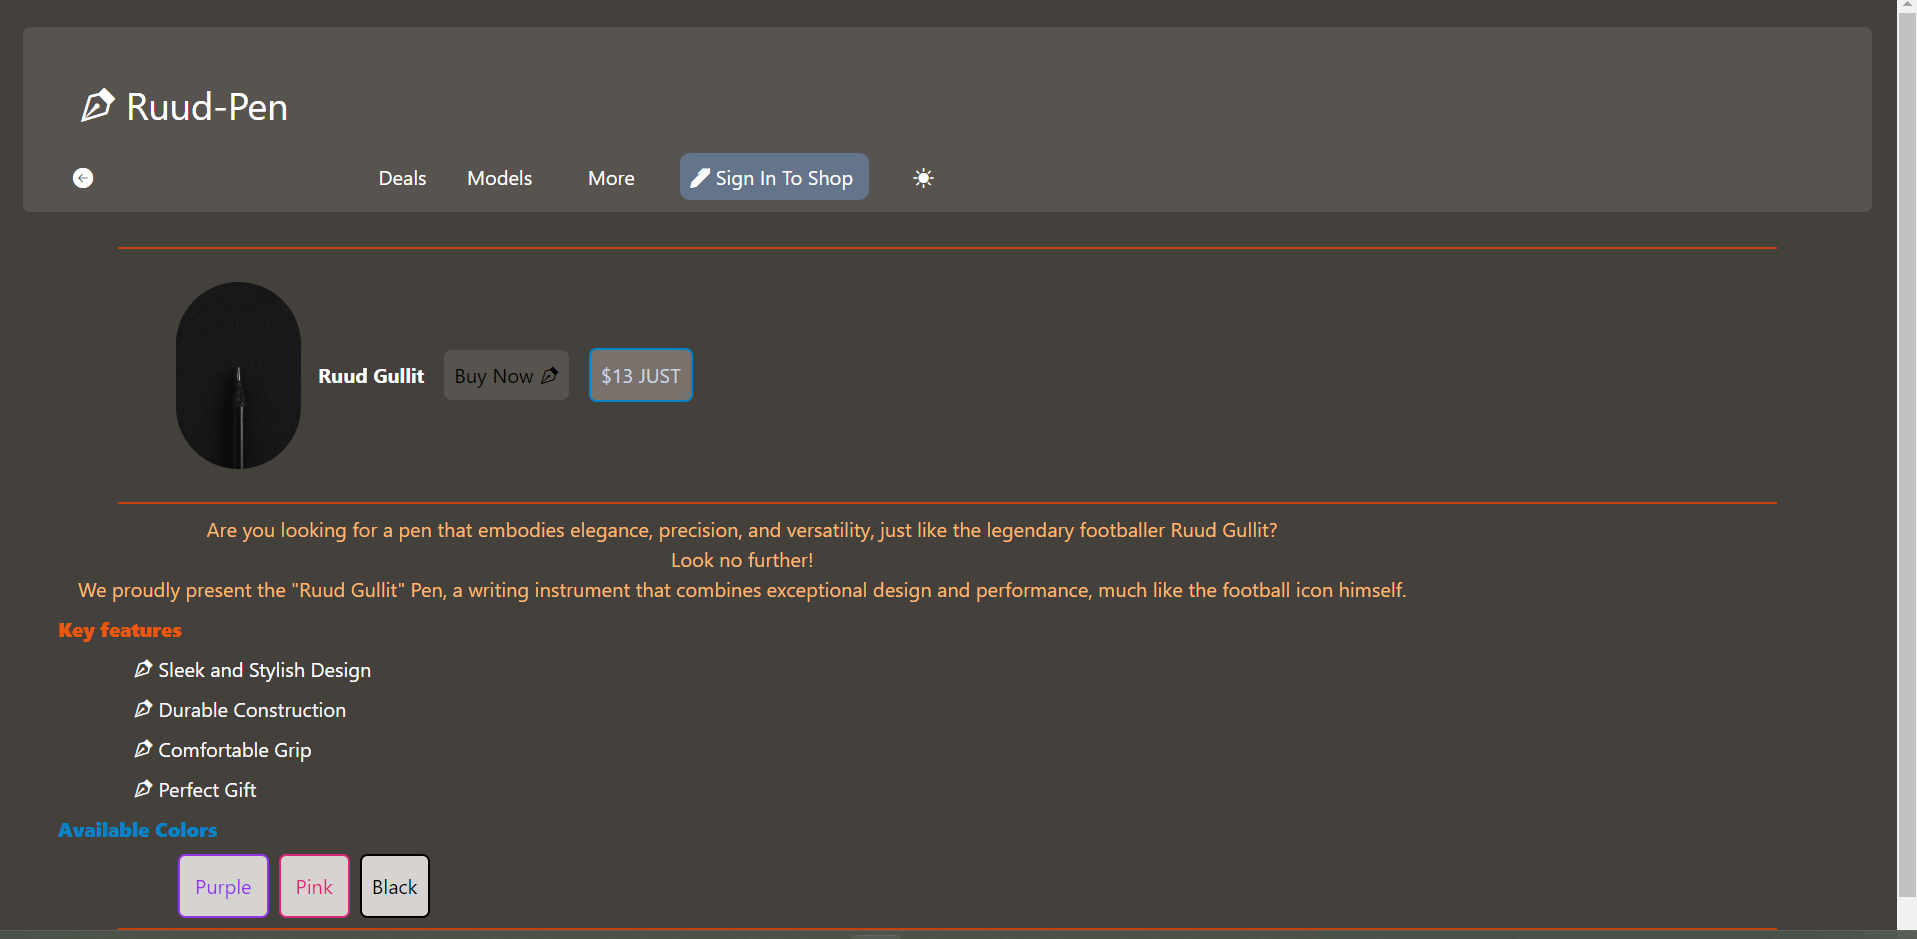 Ruud-Pen
Deals Models More Sign In To Shop
Ruud Gullit Buy Now $13 JUST
Are you looking for a pen that embodies elegance, precision, and versatility, just like the legendary footballer Ruud Gullit?
Look no further!
We proudly present the "Ruud Gullit" Pen, a writing instrument that combines exceptional design and performance, much like the football icon himself.
Key features
Sleek and Stylish Design
Durable Construction
Comfortable Grip
Perfect Gift
Available Colors
Purple Pink Black